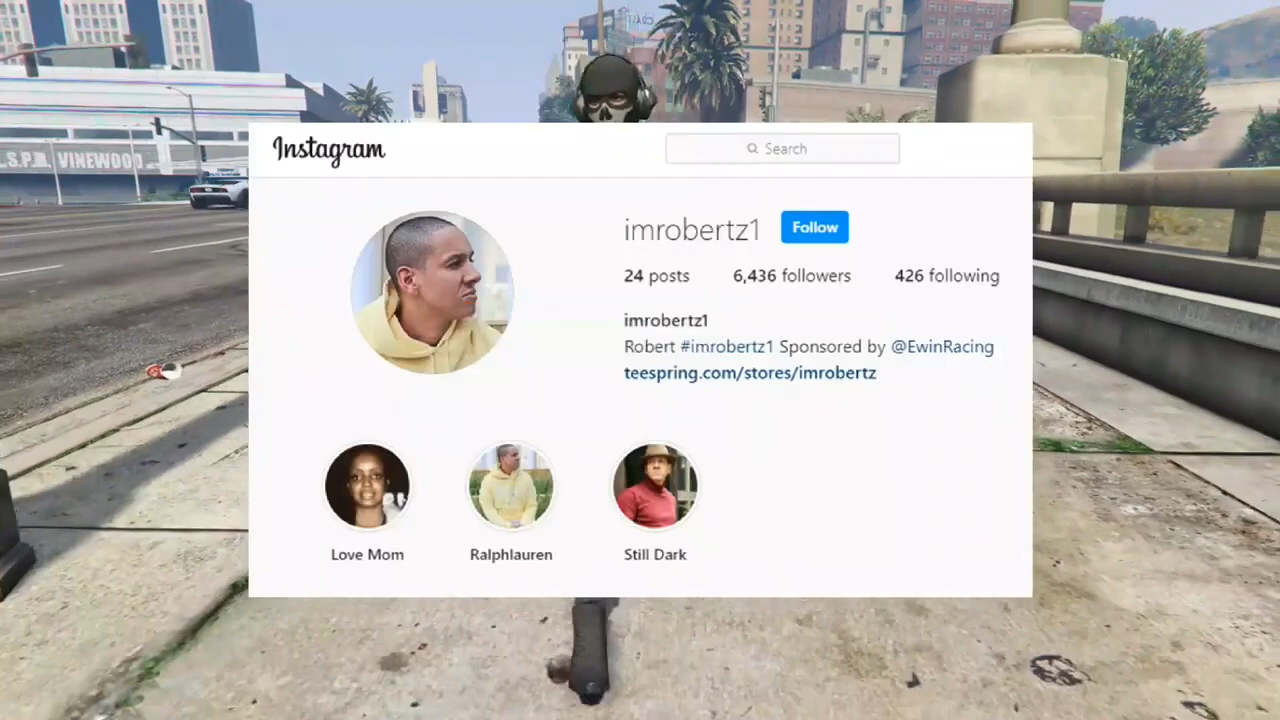 L.S.P. VINEWOOD
Instagram
Search
imrobertz1
Follow
24 posts
6,436 followers
426 following
imrobertz1
Robert #imrobertz1 Sponsored by @EwinRacing
teespring.com/stores/imrobertz
Love Mom
Ralphlauren
Still Dark